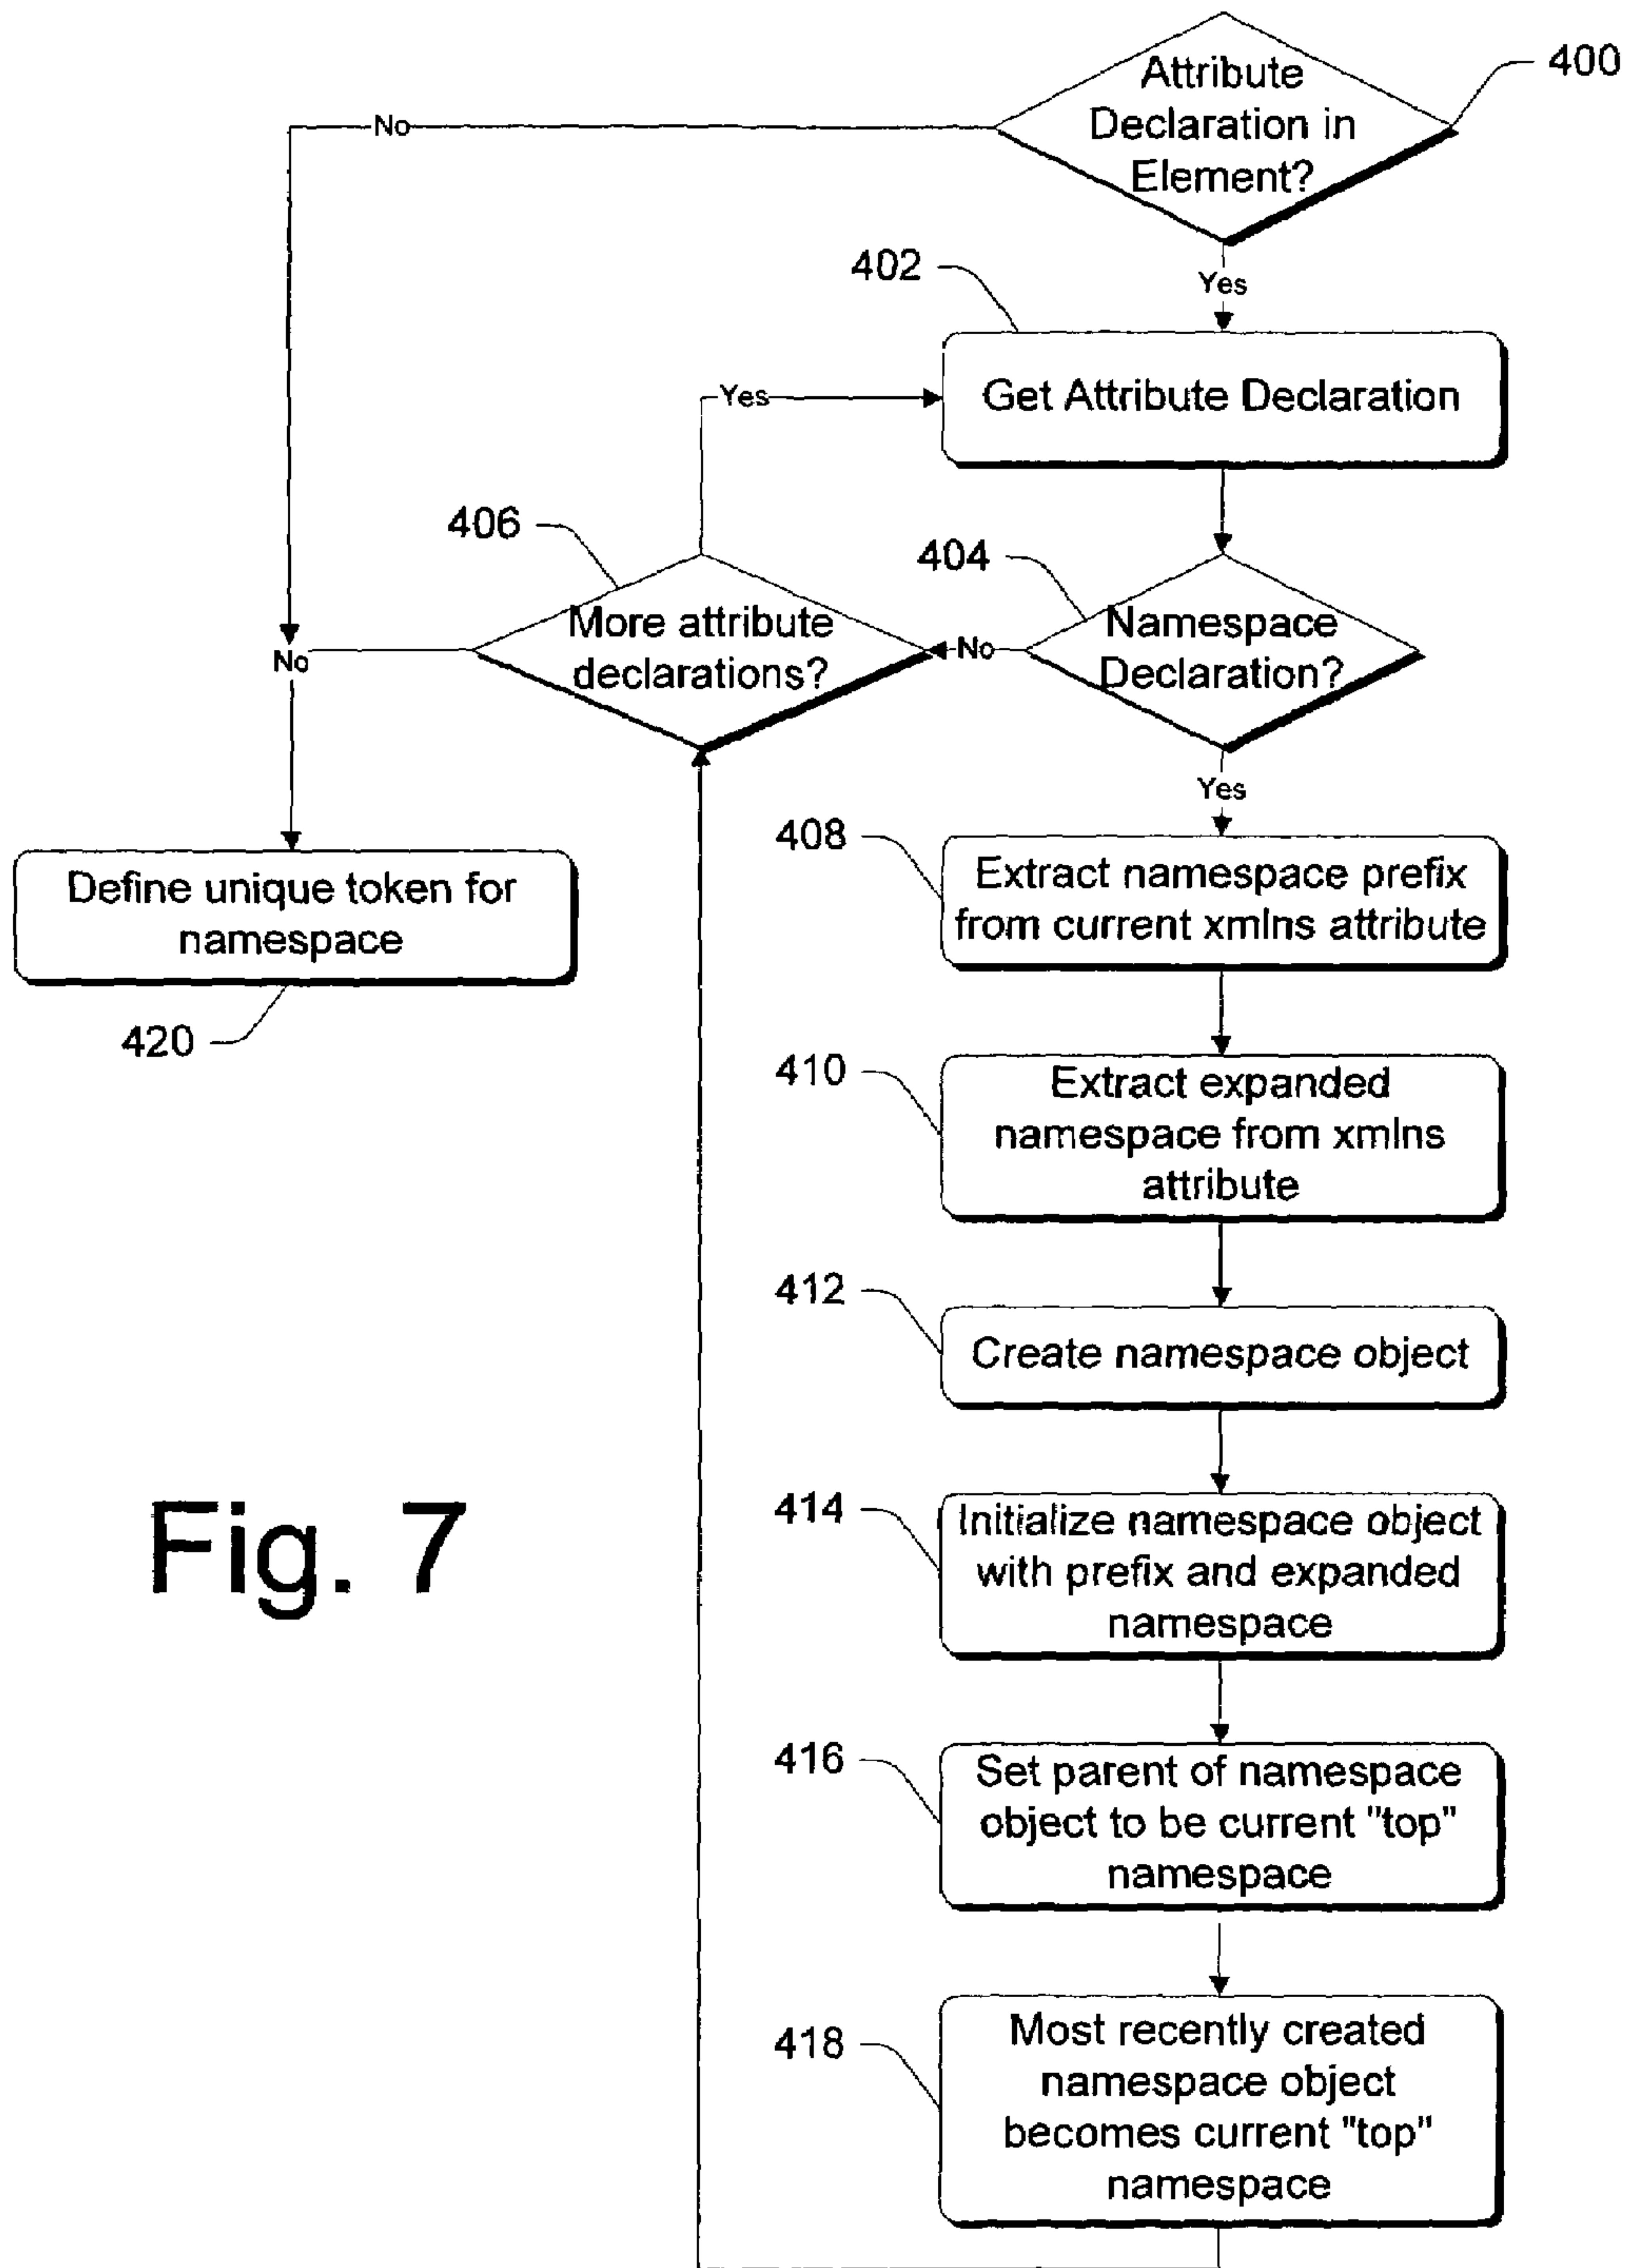 Attribute
Declaration in
Element?
400
No
Yes
402
Get Attribute Declaration
Yes
406
More attribute
declarations?
404
Namespace
Declaration?
No
No
Yes
408
Extract namespace prefix
from current xmlns attribute
Define unique token for
namespace
420
410
Extract expanded
namespace from xmlns
attribute
412
Create namespace object
414
Initialize namespace object
with prefix and expanded
namespace
Fig. 7
416
Set parent of namespace
object to be current "top"
namespace
418
Most recently created
namespace object
becomes current "top"
namespace